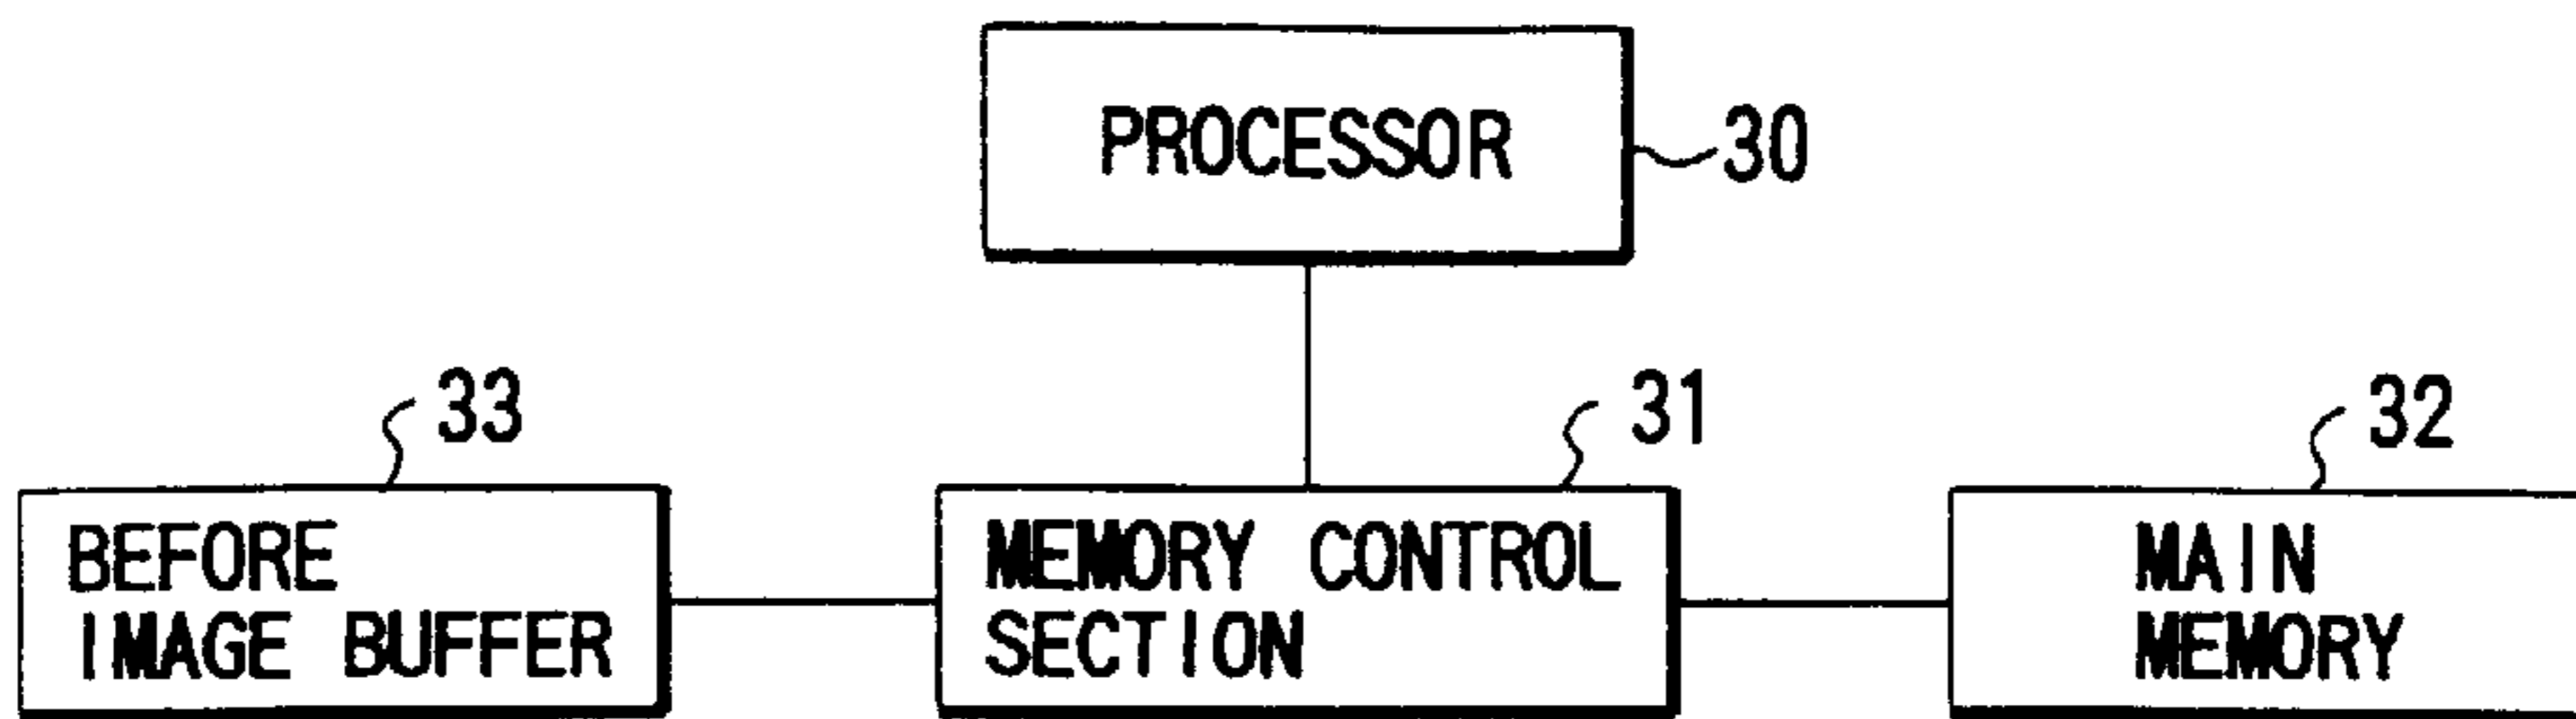 PROCESSOR
30
33
31
32
BEFORE
IMAGE BUFFER
MEMORY CONTROL
SECTION
MAIN
MEMORY